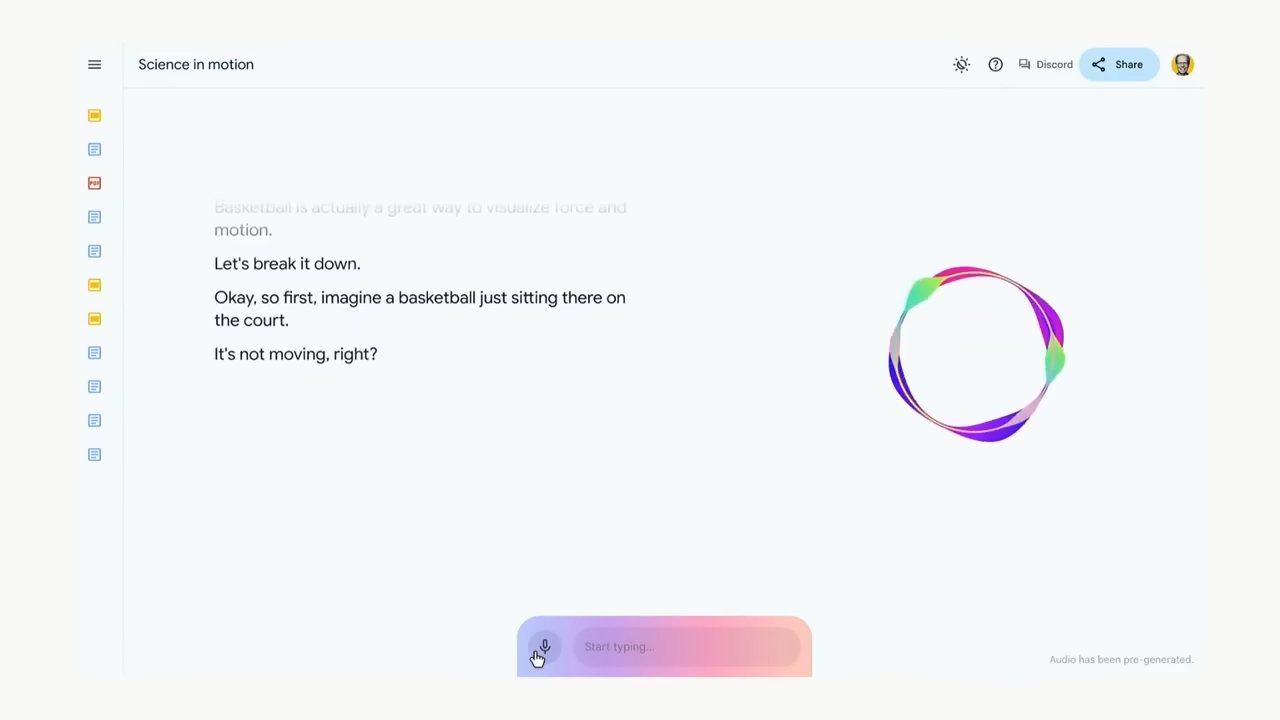 Science in motion
Discord
Share
PDF
Basketball is actually a great way to visualize force and
motion.
Let's break it down.
Okay, so first, imagine a basketball just sitting there on
the court.
It's not moving, right?
Start typing...
Audio has been pre-generated.